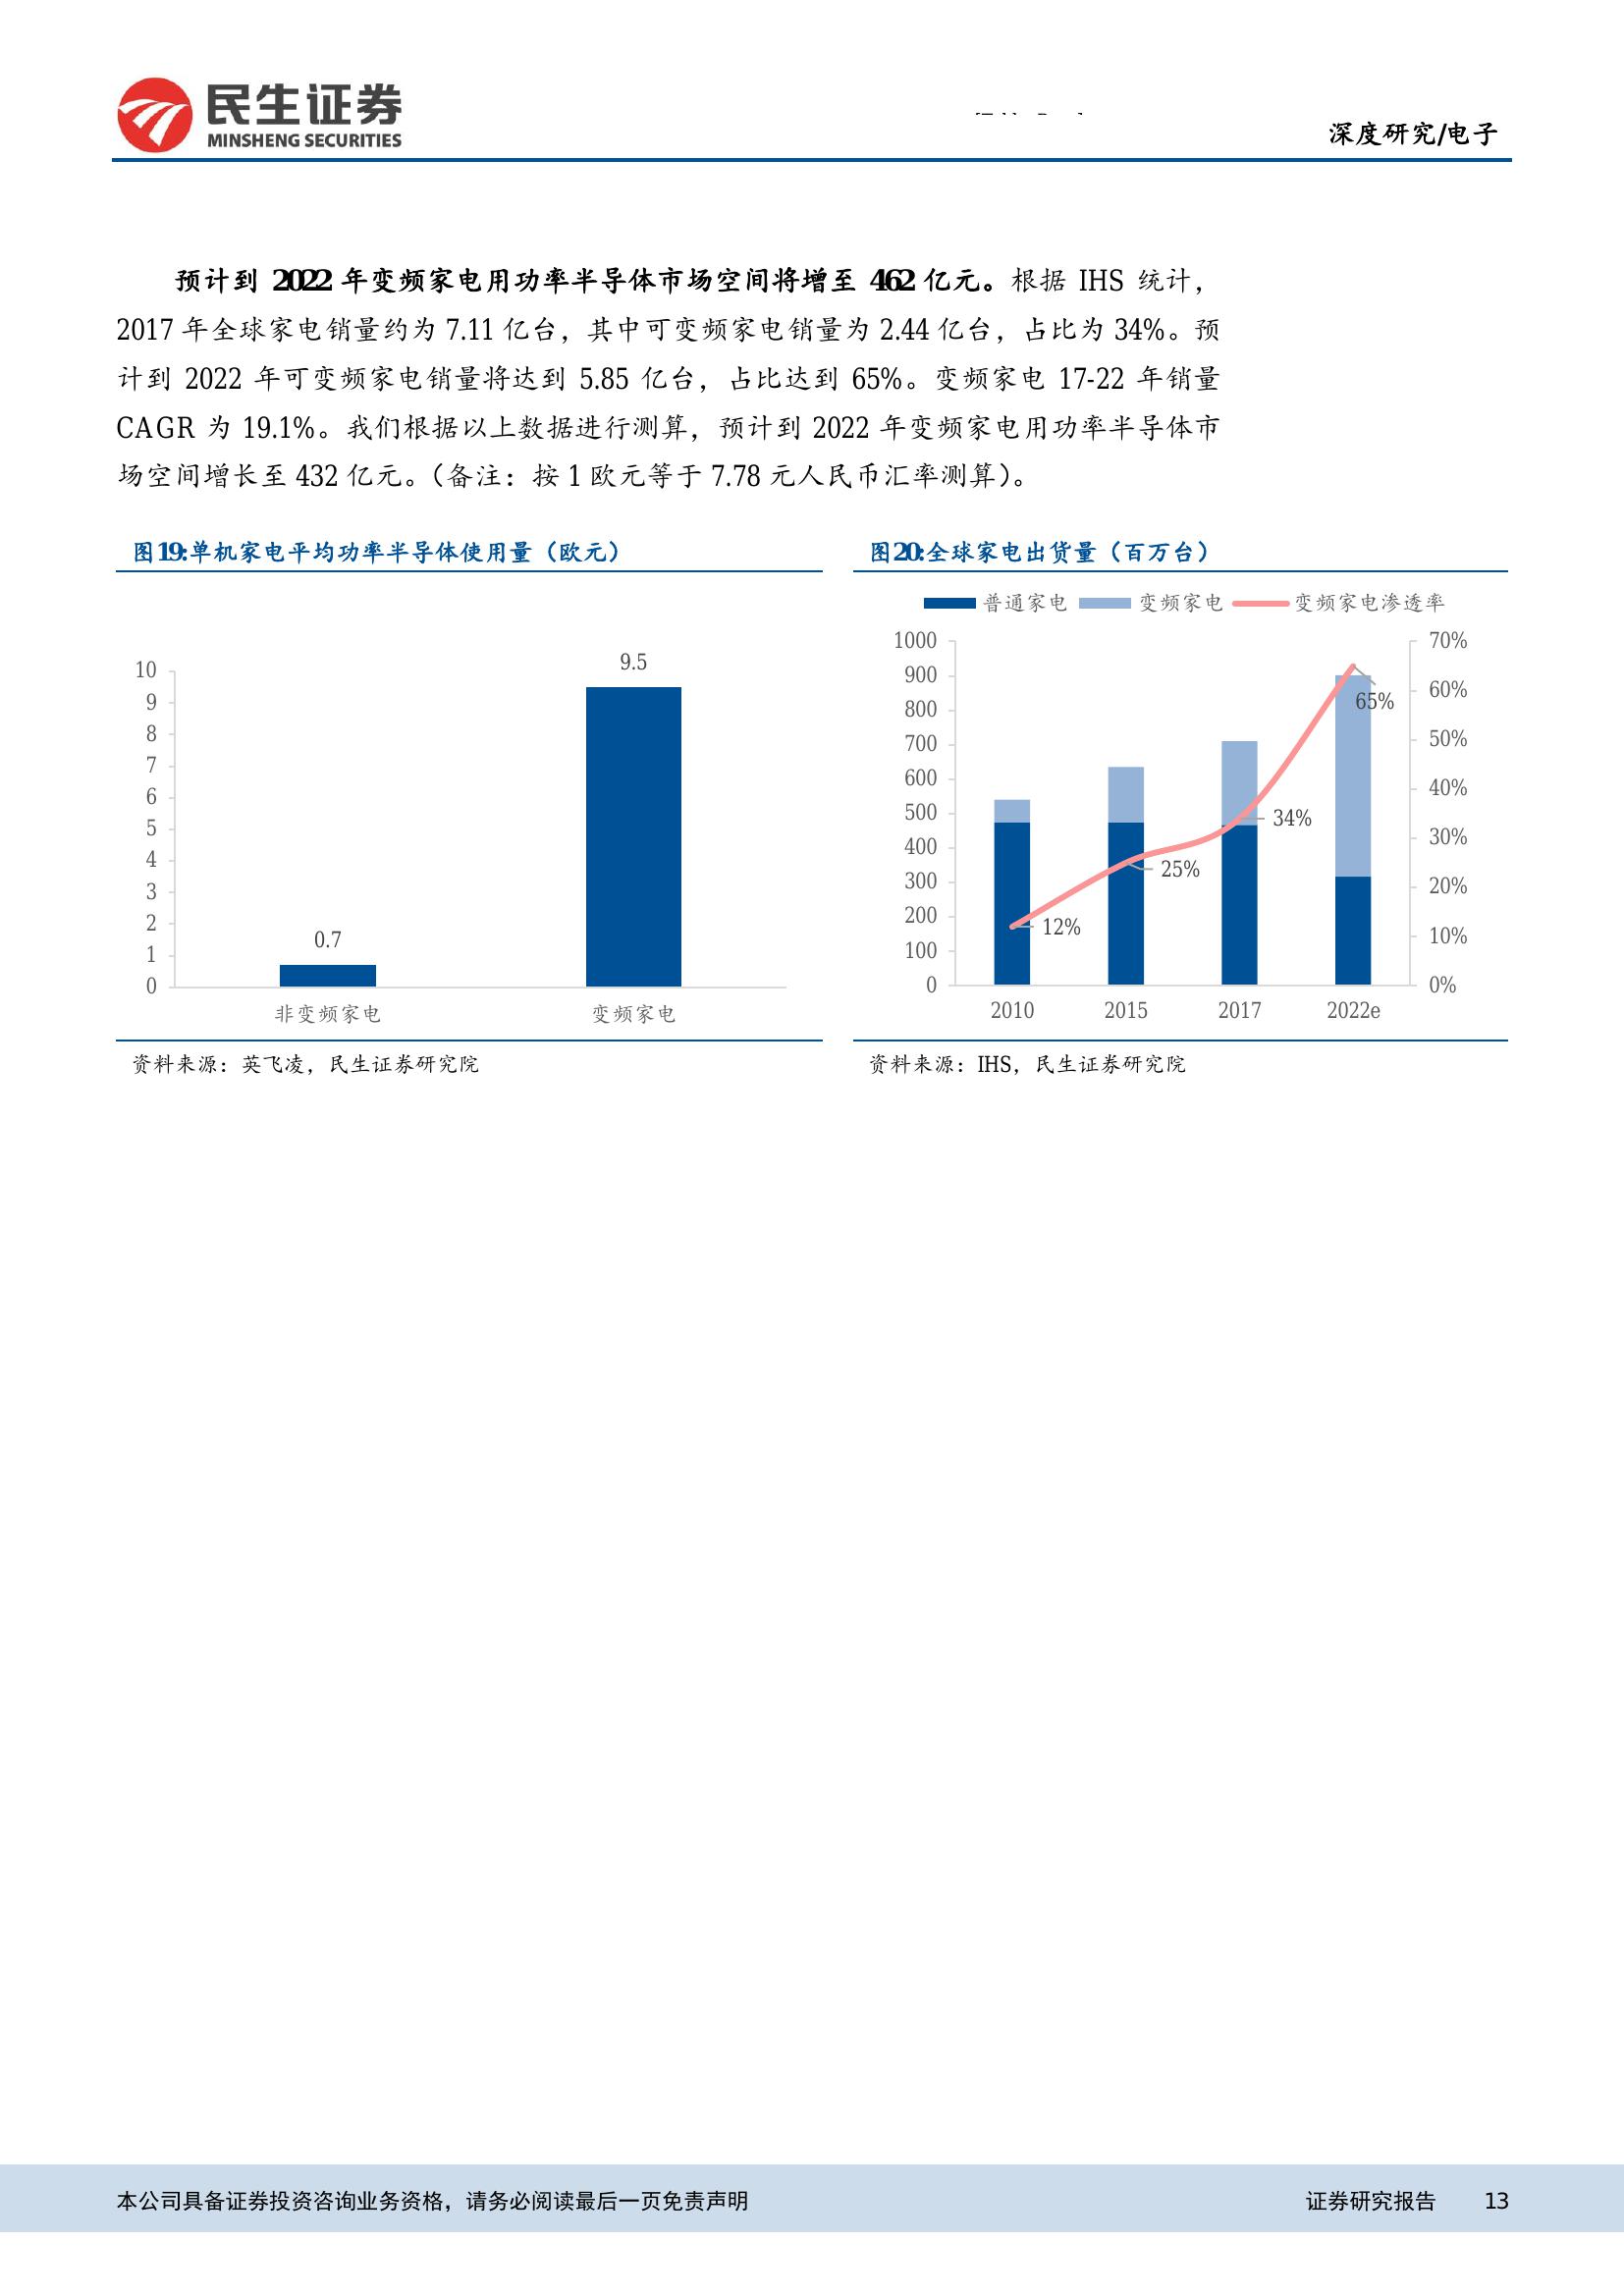 民生证券
MINSHENG SECURITIES
深度研究/电子
预计到 2022 年变频家电用功率半导体市场空间将增至 462 亿元。根据 IHS 统计，
2017 年全球家电销量约为 7.11 亿台，其中可变频家电销量为 2.44 亿台，占比为 34%。预
计到 2022 年可变频家电销量将达到 5.85 亿台，占比达到 65%。变频家电 17-22 年销量
CAGR 为 19.1%。我们根据以上数据进行测算，预计到 2022 年变频家电用功率半导体市
场空间增长至 432 亿元。（备注：按 1 欧元等于 7.78 元人民币汇率测算）。
图19:单机家电平均功率半导体使用量（欧元）
10
9
8
7
6
5
4
3
2
1
0
0.7
9.5
非变频家电
变频家电
资料来源：英飞凌，民生证券研究院
图20:全球家电出货量（百万台）
普通家电 变频家电 变频家电渗透率
1000
900
800
700
600
500
400
300
200
100
0
70%
60%
50%
40%
30%
20%
10%
0%
12%
25%
34%
65%
2010
2015
2017
2022e
资料来源：IHS，民生证券研究院
本公司具备证券投资咨询业务资格，请务必阅读最后一页免责声明
证券研究报告 13